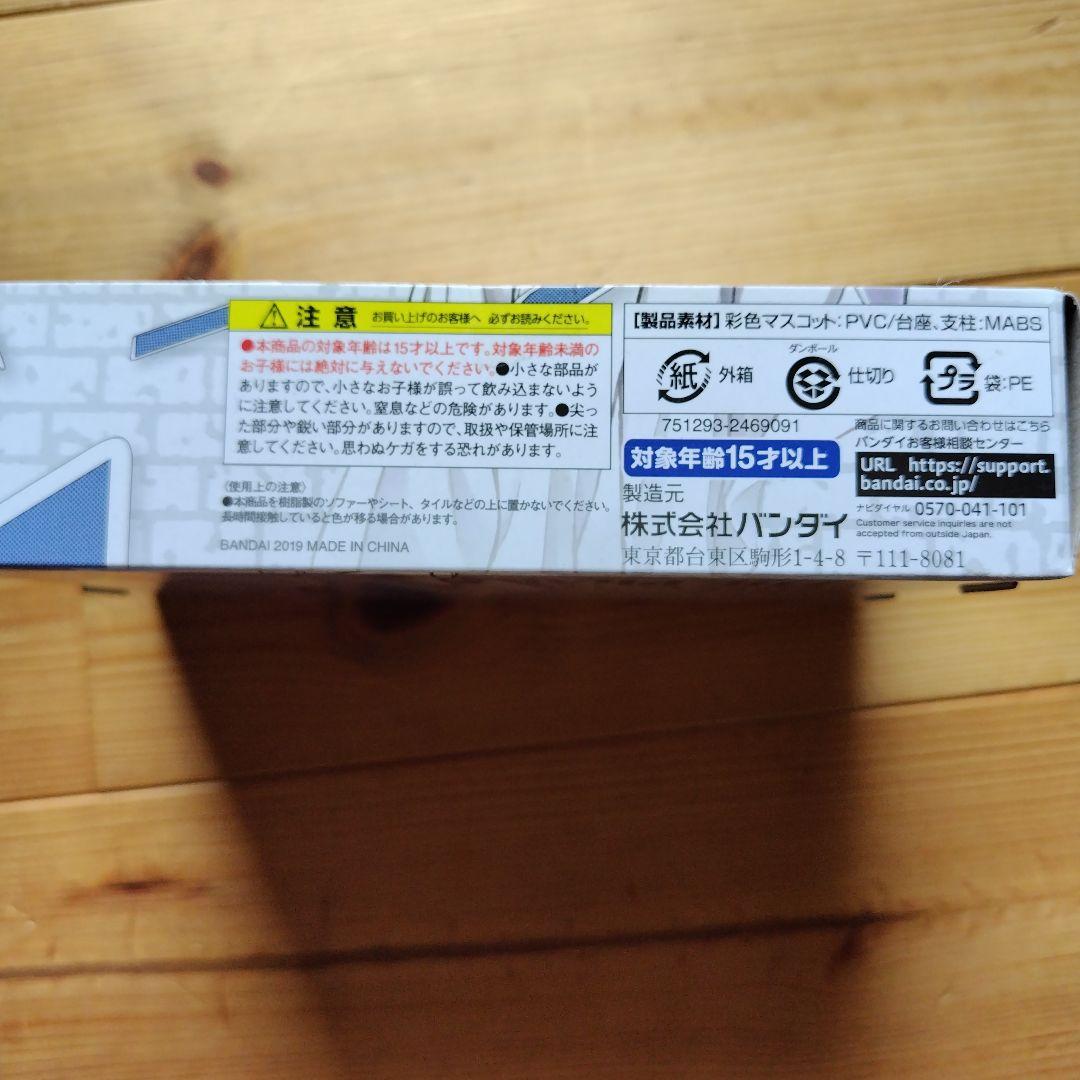 注意 お買い上げのお客様へ 必ずお読みください。
●本商品の対象年齢は15才以上です。対象年齢未満の
お子様には絶対に与えないでください。●小さな部品が
ありますので、小さなお子様が誤って飲み込まないよう
に注意してください。窒息などの危険があります。●尖っ
た部分や鋭い部分がありますので、取扱や保管場所に注
意してください。思わぬケガをする恐れがあります。
〈使用上の注意〉
●本商品を樹脂製のソファーやシート、タイルなどの上に置かないでください。
長時間接触していると色が移る場合があります。
BANDAI 2019 MADE IN CHINA
【製品素材】彩色マスコット:PVC/台座、支柱:MABS
紙 外箱
ダンボール
仕切り
プラ 袋:PE
751293-2469091
対象年齢15才以上
製造元
株式会社バンダイ
東京都台東区駒形1-4-8 〒111-8081
商品に関するお問い合わせはこちら
バンダイお客様相談センター
URL https://support.
bandai.co.jp/
ナビダイヤル 0570-041-101
Customer service inquiries are not
accepted from outside Japan.